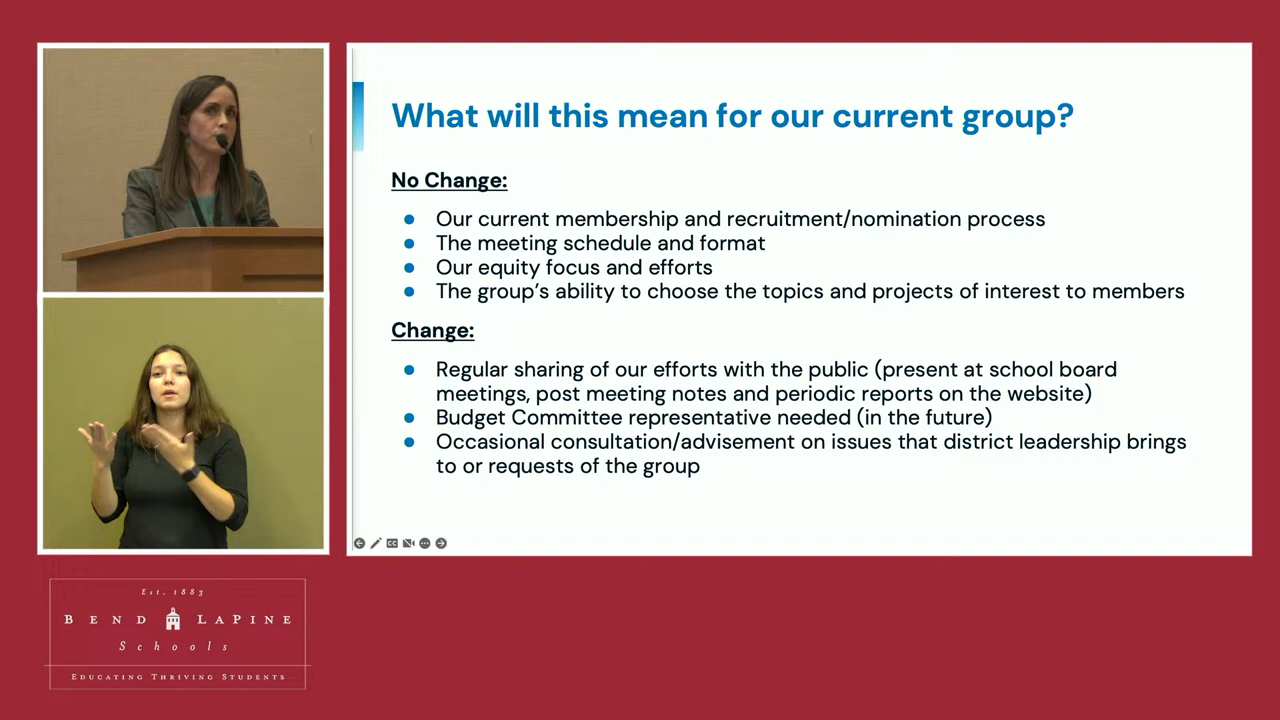 What will this mean for our current group?
No Change:
Our current membership and recruitment/nomination process
The meeting schedule and format
Our equity focus and efforts
The group's ability to choose the topics and projects of interest to members
Change:
Regular sharing of our efforts with the public (present at school board
meetings, post meeting notes and periodic reports on the website)
Budget Committee representative needed (in the future)
Occasional consultation/advisement on issues that district leadership brings
to or requests of the group
CC
Est. 1883
BEND LAPINE
Schools
EDUCATING THRIVING STUDENTS